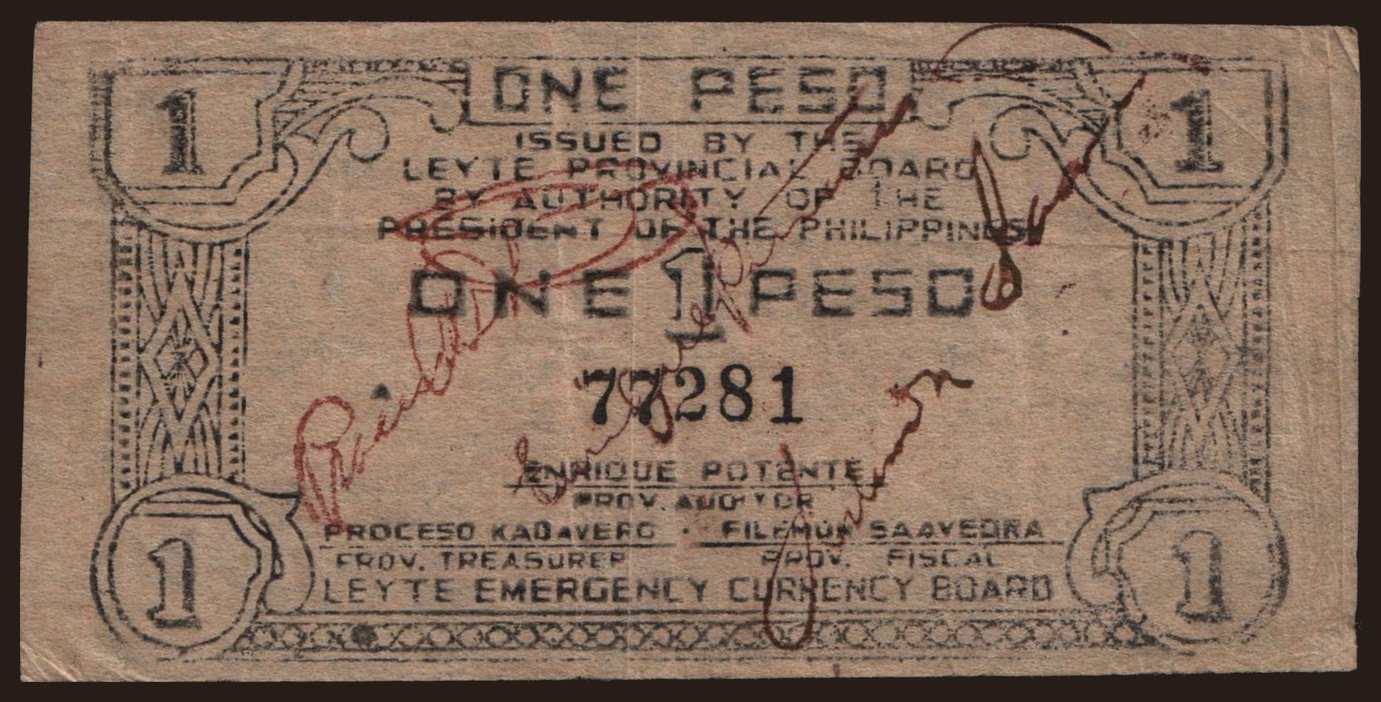 1 ONE PESO 1
ISSUED BY THE
LEYTE PROVINCIAL BOARD
BY AUTHORITY OF THE
PRESIDENT OF THE PHILIPPINES
ONE 1 PESO
77281
ENRIQUE POTENTE
PROV. AUDITOR
PROCESO KADAVERO · FILEMON SAAVEDRA
PROV. TREASURER PROV. FISCAL
1 LEYTE EMERGENCY CURRENCY BOARD 1